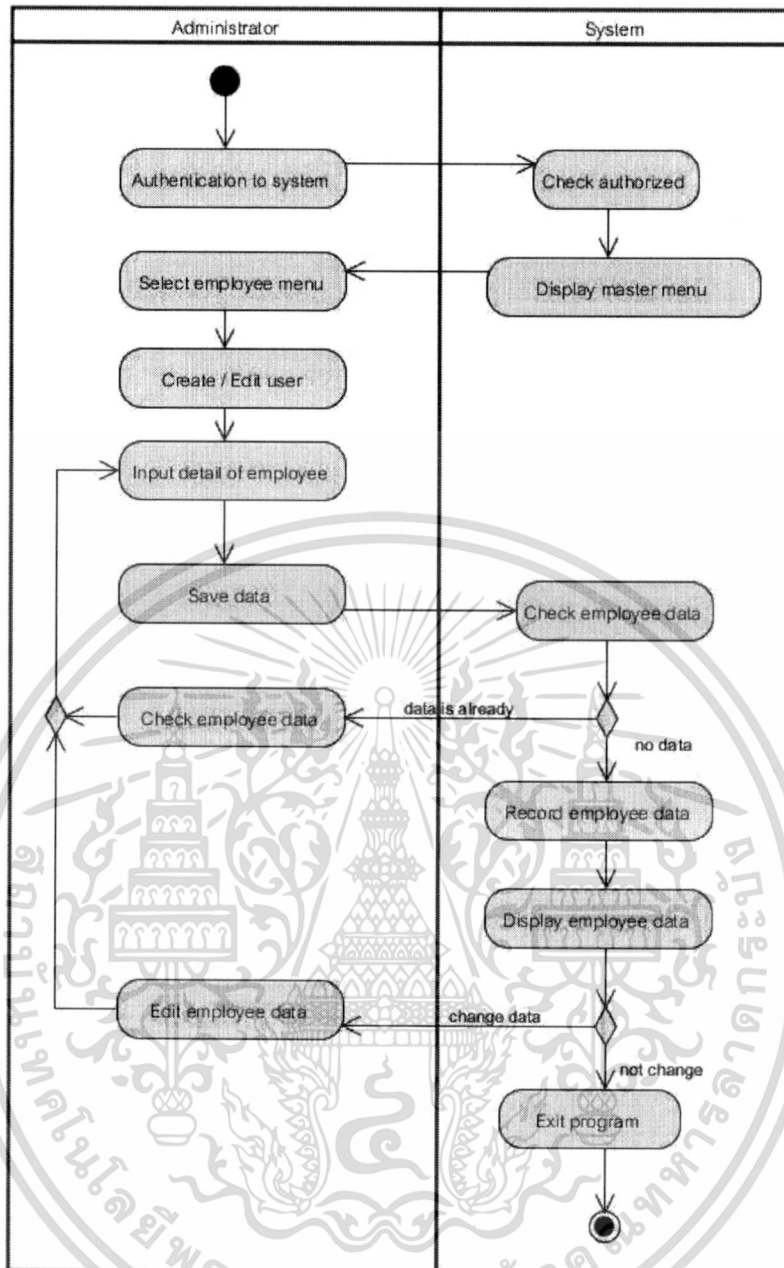 Administrator
System
Authentication to system
Check authorized
Select employee menu
Display master menu
Create / Edit user
Input detail of employee
Save data
Check employee data
Check employee data
data is already
no data
Record employee data
Display employee data
Edit employee data
change data
not change
Exit program